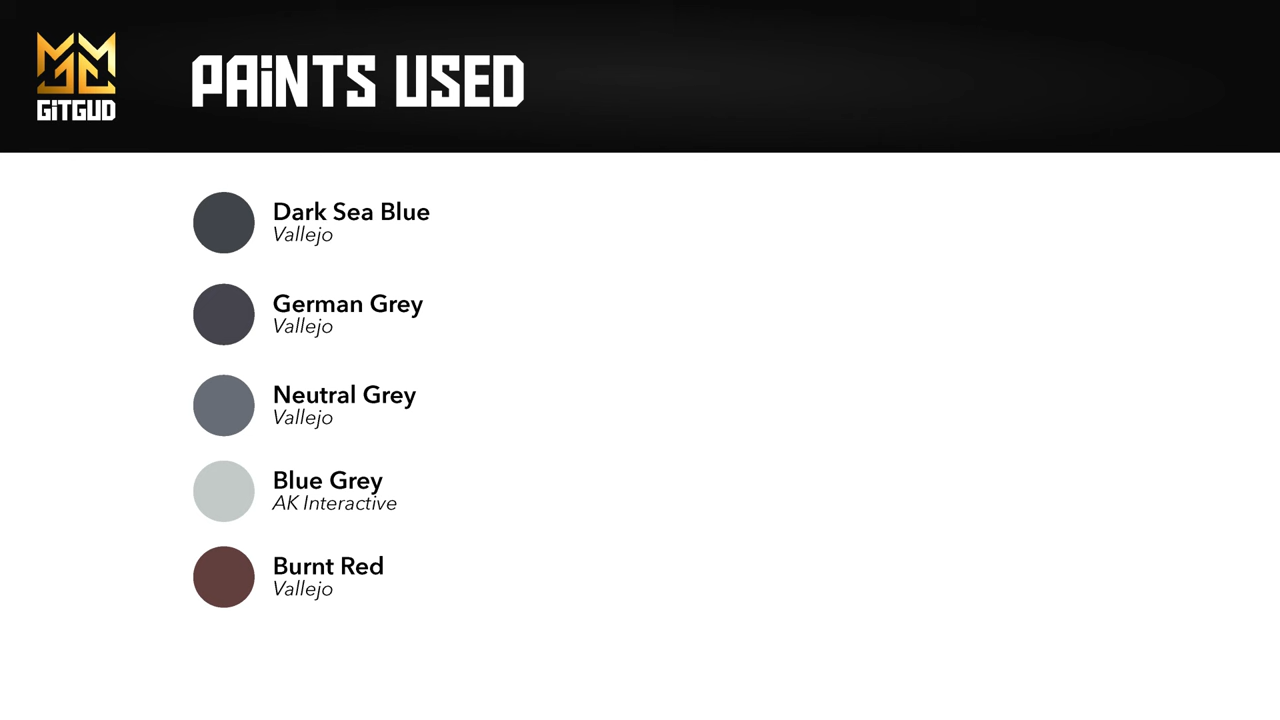 GiTGUD
PAiNTS USED
Dark Sea Blue
Vallejo
German Grey
Vallejo
Neutral Grey
Vallejo
Blue Grey
AK Interactive
Burnt Red
Vallejo